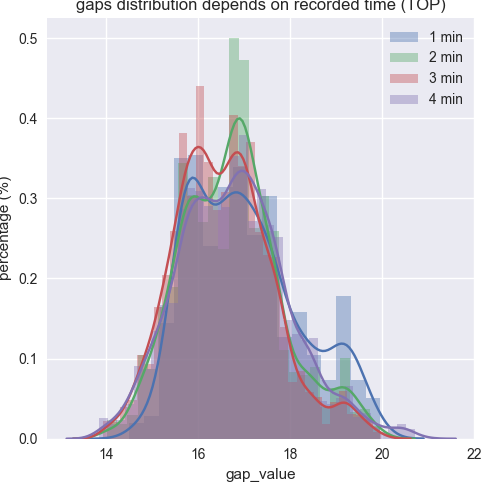 gaps distribution depends on recorded time (TOP)
0.5
0.4
0.3
0.2
0.1
0.0
percentage (%)
1 min
2 min
3 min
4 min
14
16
18
20
22
gap_value